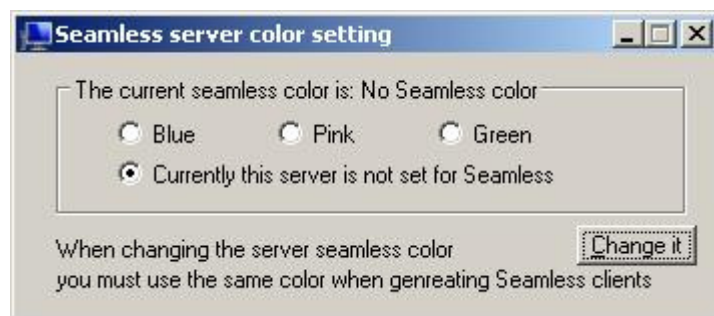 Seamless server color setting
The current seamless color is: No Seamless color
Blue Pink Green
Currently this server is not set for Seamless
When changing the server seamless color
Change it
you must use the same color when genreating Seamless clients